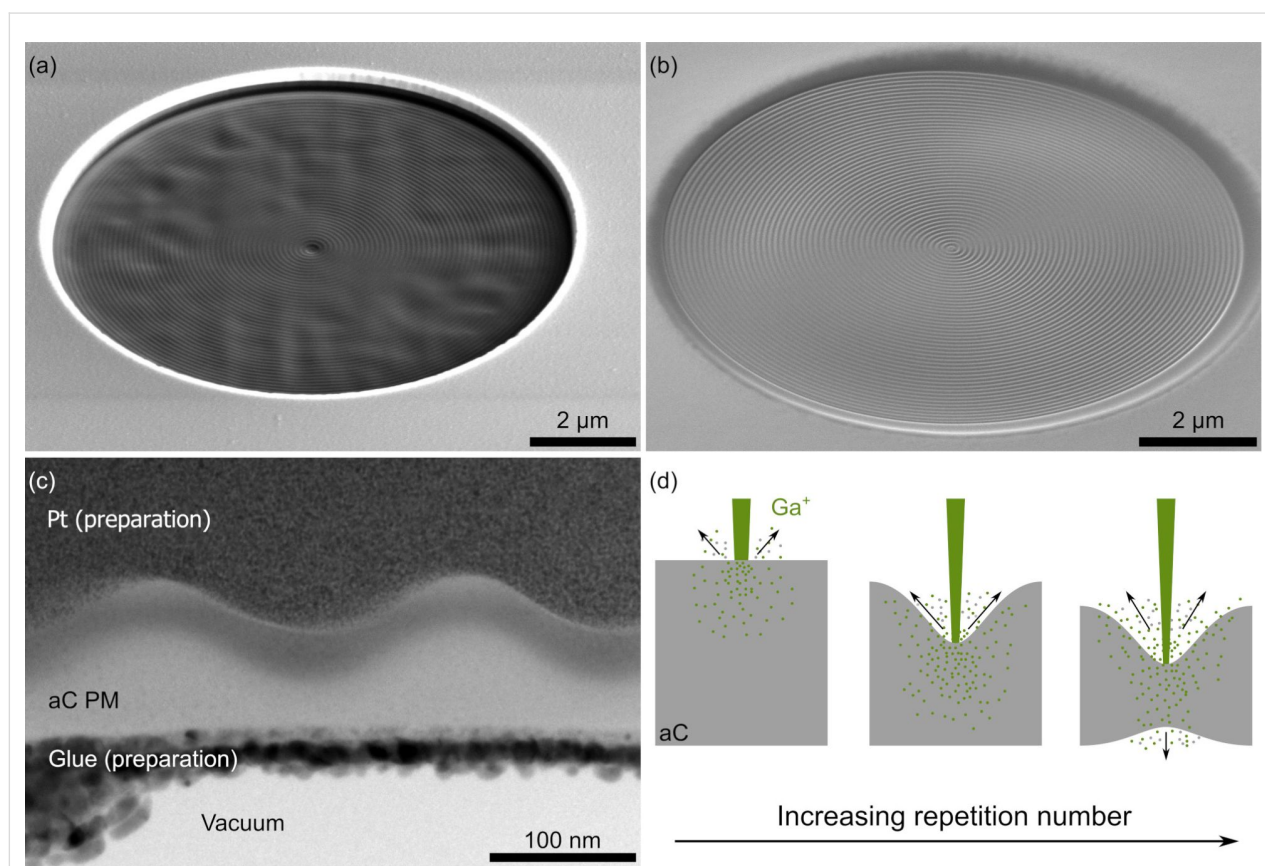 (a)
2 µm
(b)
2 µm
(c)
Pt (preparation)
aC PM
Glue (preparation)
Vacuum
100 nm
(d)
Ga⁺
aC
Increasing repetition number